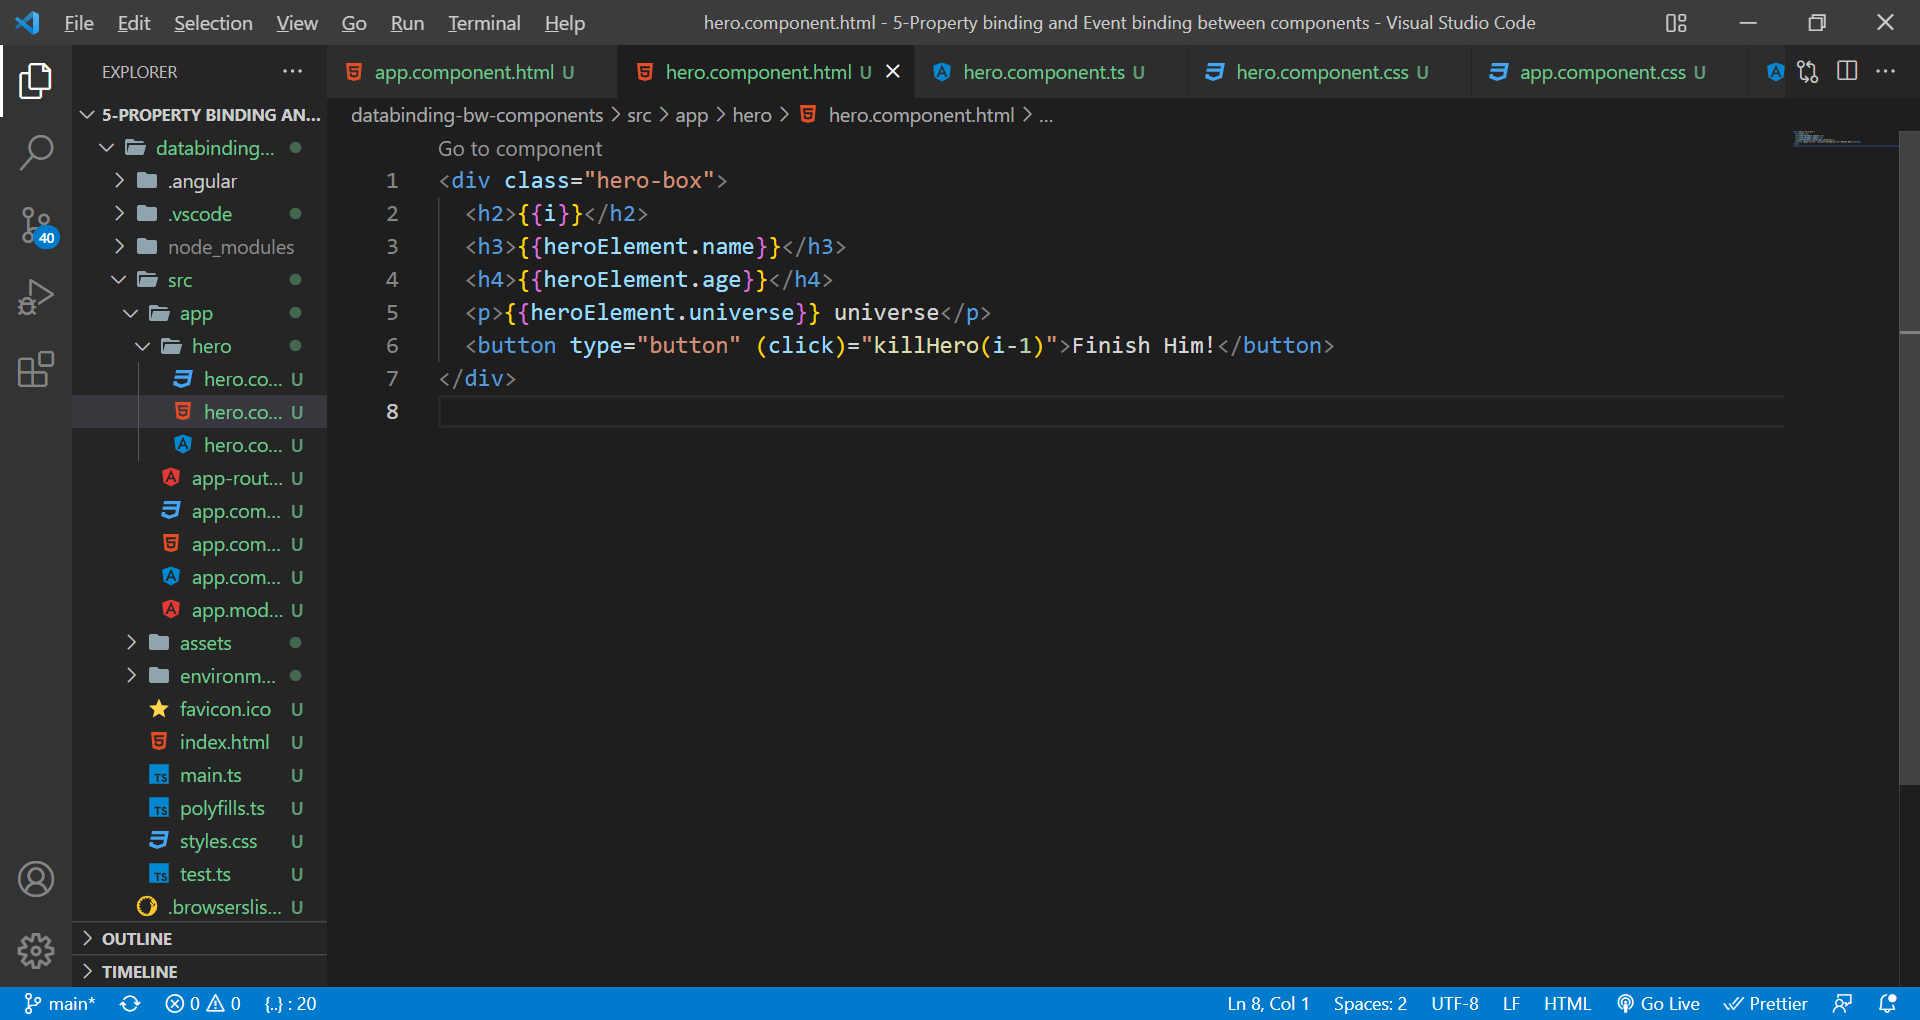 File Edit Selection View Go Run Terminal Help hero.component.html - 5-Property binding and Event binding between components - Visual Studio Code
EXPLORER
app.component.html U hero.component.html U hero.component.ts U hero.component.css U app.component.css U
5-PROPERTY BINDING AN...
databinding-bw-components > src > app > hero > hero.component.html > ...
databinding...
.angular
.vscode U
node_modules
src
app
hero
hero.co... U
hero.co... U
hero.co... U
app-rout... U
app.com... U
app.com... U
app.com... U
app.mod... U
assets
environm...
favicon.ico U
index.html U
TS main.ts U
TS polyfills.ts U
styles.css U
TS test.ts U
.browserslis... U
OUTLINE
TIMELINE
40
Go to component
1 <div class="hero-box">
2 <h2>{{i}}</h2>
3 <h3>{{heroElement.name}}</h3>
4 <h4>{{heroElement.age}}</h4>
5 <p>{{heroElement.universe}} universe</p>
6 <button type="button" (click)="killHero(i-1)">Finish Him!</button>
7 </div>
8
main* 0 0 {..} : 20 Ln 8, Col 1 Spaces: 2 UTF-8 LF HTML Go Live Prettier